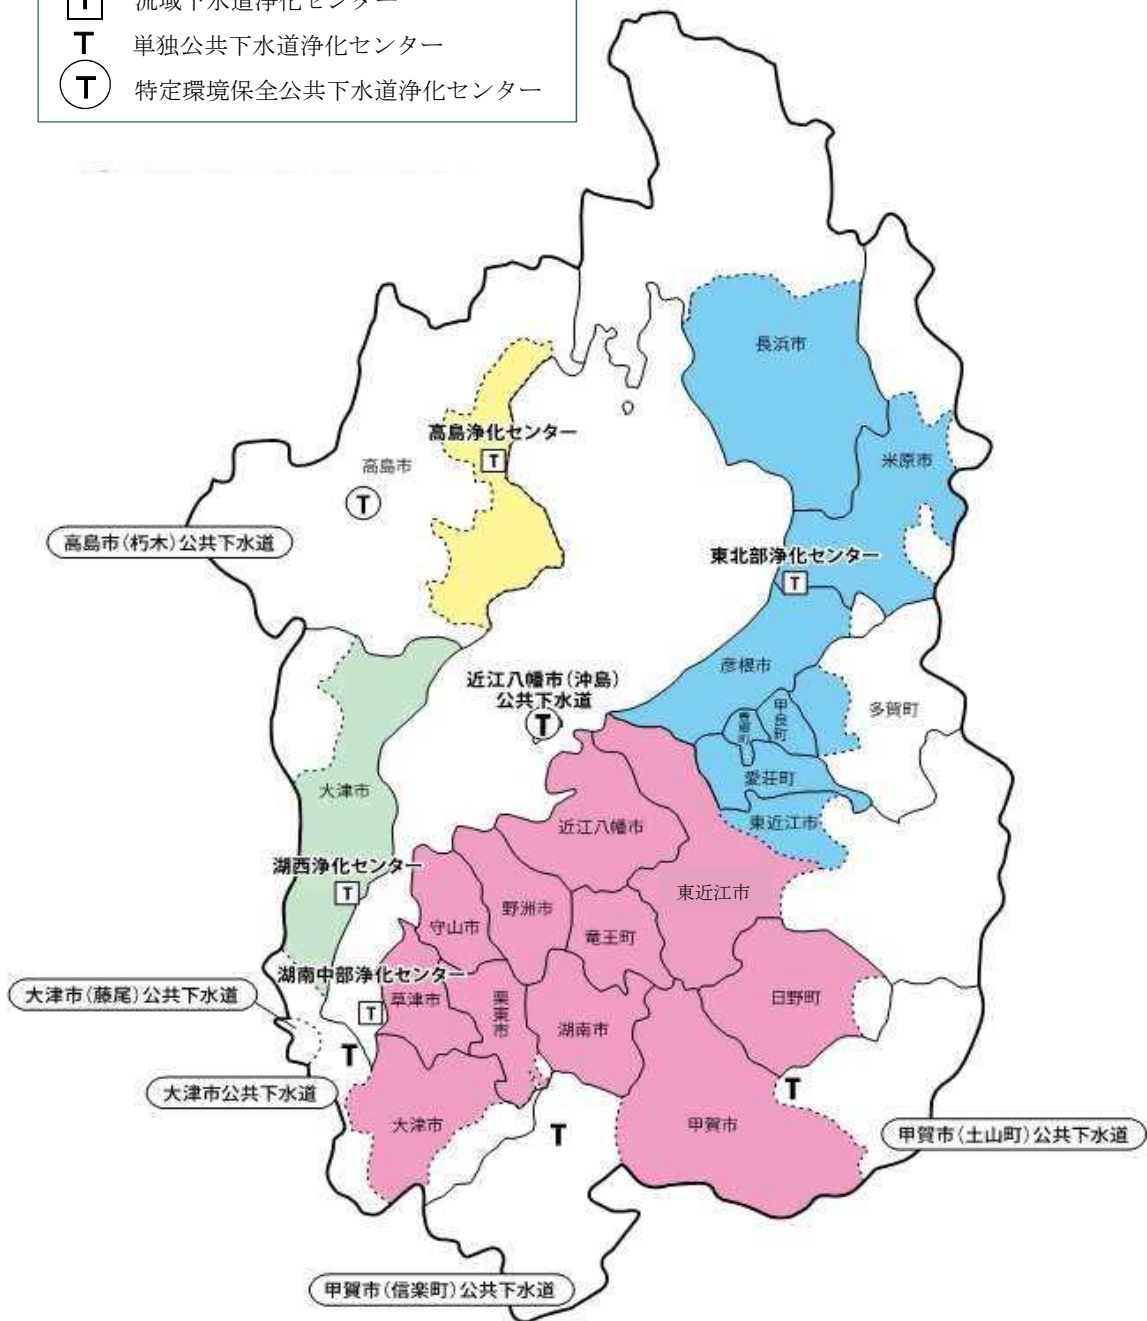 T 流域下水道浄化センター
T 単独公共下水道浄化センター
T 特定環境保全公共下水道浄化センター
長浜市
高島浄化センター
T
高島市
T
米原市
高島市(朽木)公共下水道
東北部浄化センター
T
彦根市
近江八幡市(沖島)
公共下水道
T
豊郷町
甲良町
多賀町
愛荘町
大津市
東近江市
近江八幡市
湖西浄化センター
T
東近江市
野洲市
守山市
竜王町
湖南中部浄化センター
T
草津市
栗東市
日野町
大津市(藤尾)公共下水道
湖南市
T
大津市公共下水道
T
大津市
T
甲賀市
甲賀市(土山町)公共下水道
甲賀市(信楽町)公共下水道